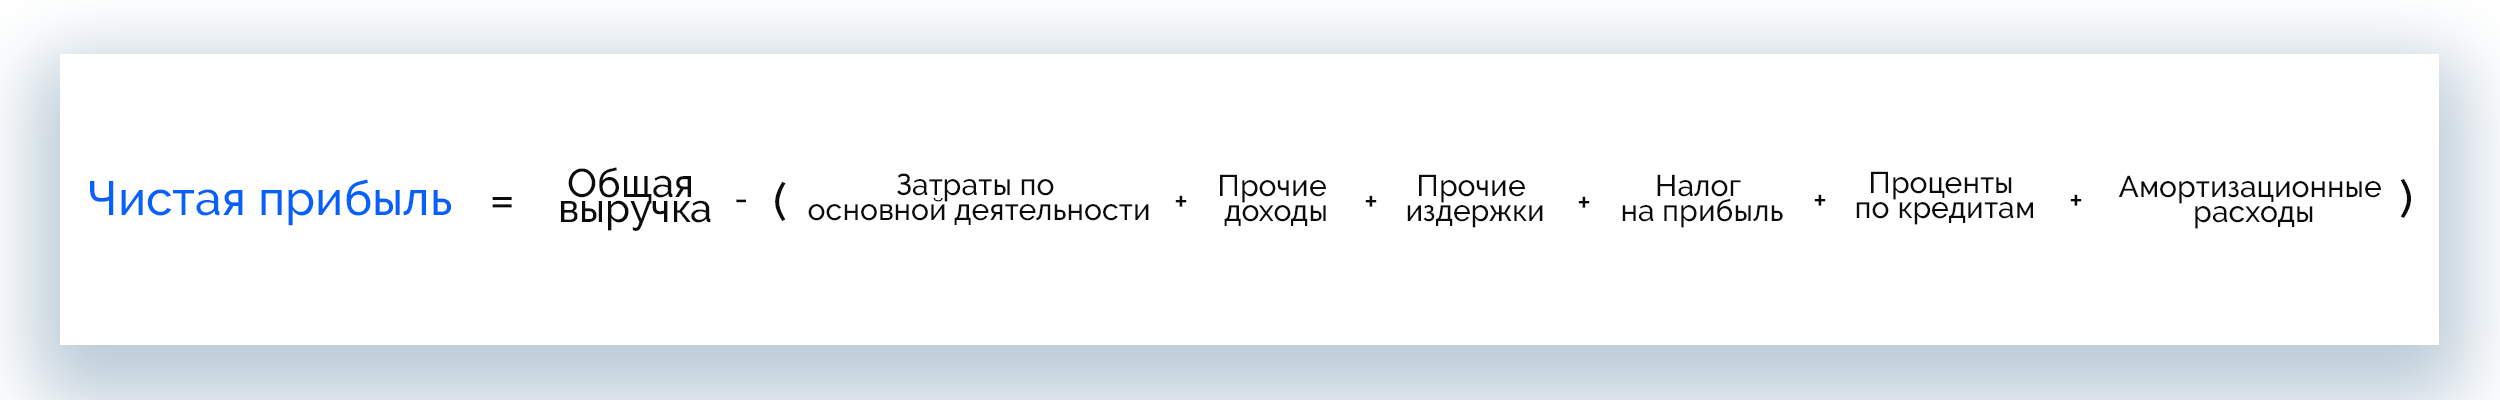 Чистая прибыль = Общая выручка - ( Затраты по основной деятельности + Прочие доходы + Прочие издержки + Налог на прибыль + Проценты по кредитам + Амортизационные расходы )